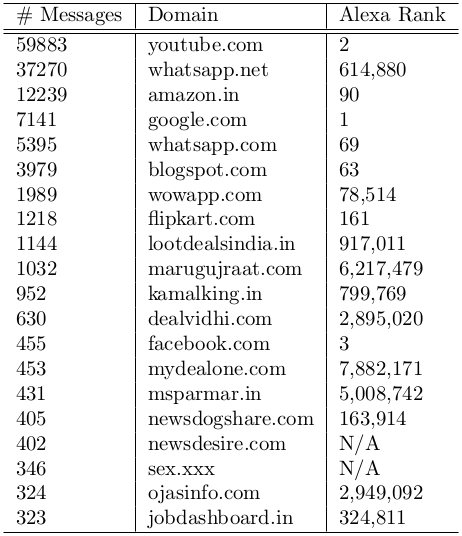 # Messages Domain Alexa Rank
59883 youtube.com 2
37270 whatsapp.net 614,880
12239 amazon.in 90
7141 google.com 1
5395 whatsapp.com 69
3979 blogspot.com 63
1989 wowapp.com 78,514
1218 flipkart.com 161
1144 lootdealsindia.in 917,011
1032 marugujraat.com 6,217,479
952 kamalking.in 799,769
630 dealvidhi.com 2,895,020
455 facebook.com 3
453 mydealone.com 7,882,171
431 msparmar.in 5,008,742
405 newsdogshare.com 163,914
402 newsdesire.com N/A
346 sex.xxx N/A
324 ojasinfo.com 2,949,092
323 jobdashboard.in 324,811